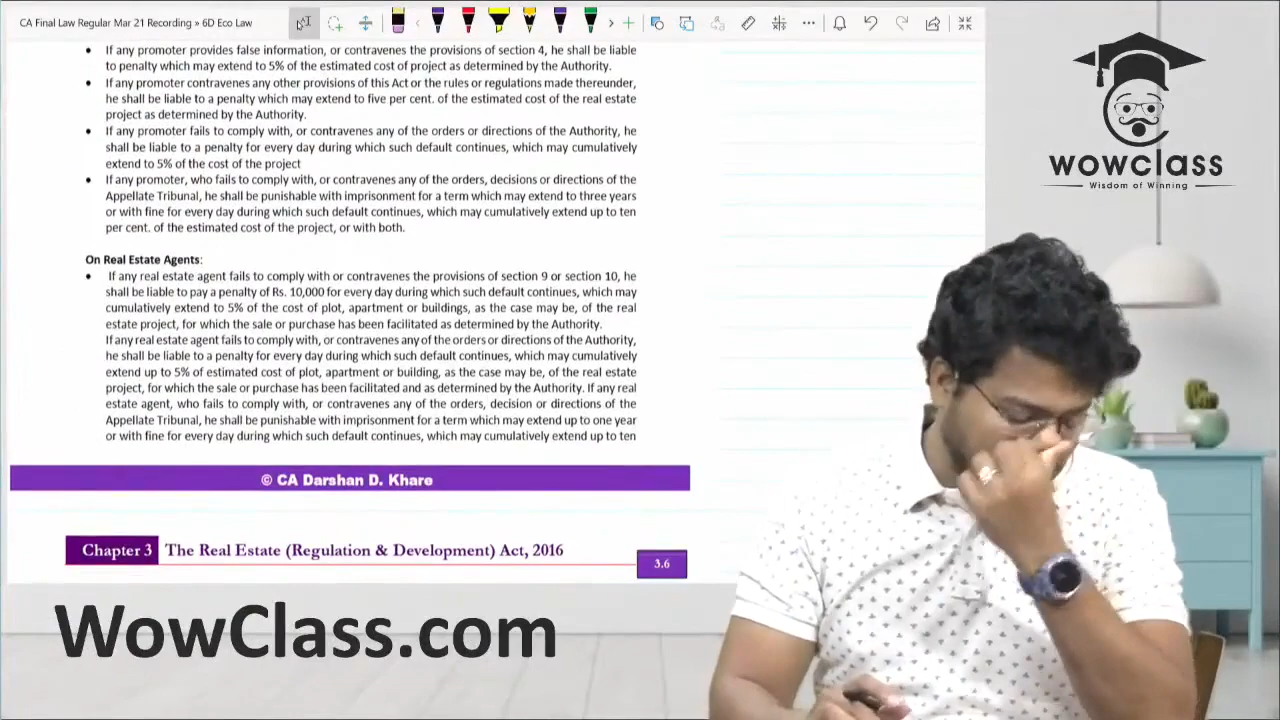 CA Final Law Regular Mar 21 Recording » 6D Eco Law
• If any promoter provides false information, or contravenes the provisions of section 4, he shall be liable
to penalty which may extend to 5% of the estimated cost of project as determined by the Authority.
• If any promoter contravenes any other provisions of this Act or the rules or regulations made thereunder,
he shall be liable to a penalty which may extend to five per cent. of the estimated cost of the real estate
project as determined by the Authority.
• If any promoter fails to comply with, or contravenes any of the orders or directions of the Authority, he
shall be liable to a penalty for every day during which such default continues, which may cumulatively
extend to 5% of the cost of the project
• If any promoter, who fails to comply with, or contravenes any of the orders, decisions or directions of the
Appellate Tribunal, he shall be punishable with imprisonment for a term which may extend to three years
or with fine for every day during which such default continues, which may cumulatively extend up to ten
per cent. of the estimated cost of the project, or with both.
On Real Estate Agents:
• If any real estate agent fails to comply with or contravenes the provisions of section 9 or section 10, he
shall be liable to pay a penalty of Rs. 10,000 for every day during which such default continues, which may
cumulatively extend to 5% of the cost of plot, apartment or buildings, as the case may be, of the real
estate project, for which the sale or purchase has been facilitated as determined by the Authority.
If any real estate agent fails to comply with, or contravenes any of the orders or directions of the Authority,
he shall be liable to a penalty for every day during which such default continues, which may cumulatively
extend up to 5% of estimated cost of plot, apartment or building, as the case may be, of the real estate
project, for which the sale or purchase has been facilitated and as determined by the Authority. If any real
estate agent, who fails to comply with, or contravenes any of the orders, decision or directions of the
Appellate Tribunal, he shall be punishable with imprisonment for a term which may extend up to one year
or with fine for every day during which such default continues, which may cumulatively extend up to ten
© CA Darshan D. Khare
Chapter 3 The Real Estate (Regulation & Development) Act, 2016
3.6
WowClass.com
wowclass
Wisdom of Winning